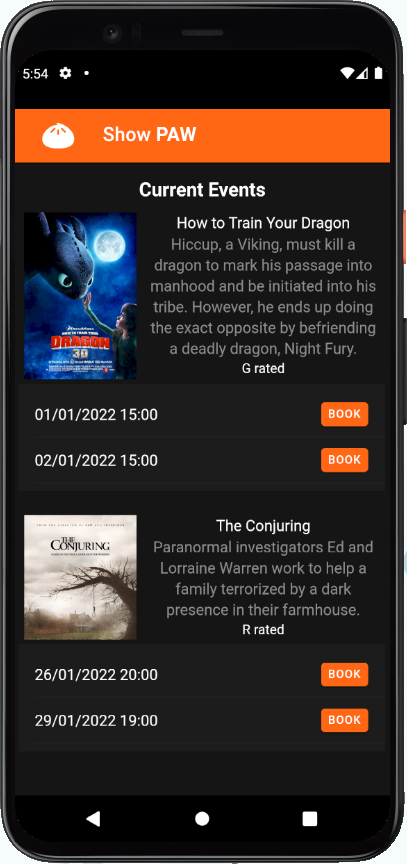 5:54
Show PAW
Current Events
How to Train Your Dragon
Hiccup, a Viking, must kill a
dragon to mark his passage into
manhood and be initiated into his
tribe. However, he ends up doing
the exact opposite by befriending
a deadly dragon, Night Fury.
G rated
HOW TO TRAIN YOUR
DRAGON
3D
01/01/2022 15:00 BOOK
02/01/2022 15:00 BOOK
The Conjuring
Paranormal investigators Ed and
Lorraine Warren work to help a
family terrorized by a dark
presence in their farmhouse.
R rated
THE
CONJURING
26/01/2022 20:00 BOOK
29/01/2022 19:00 BOOK